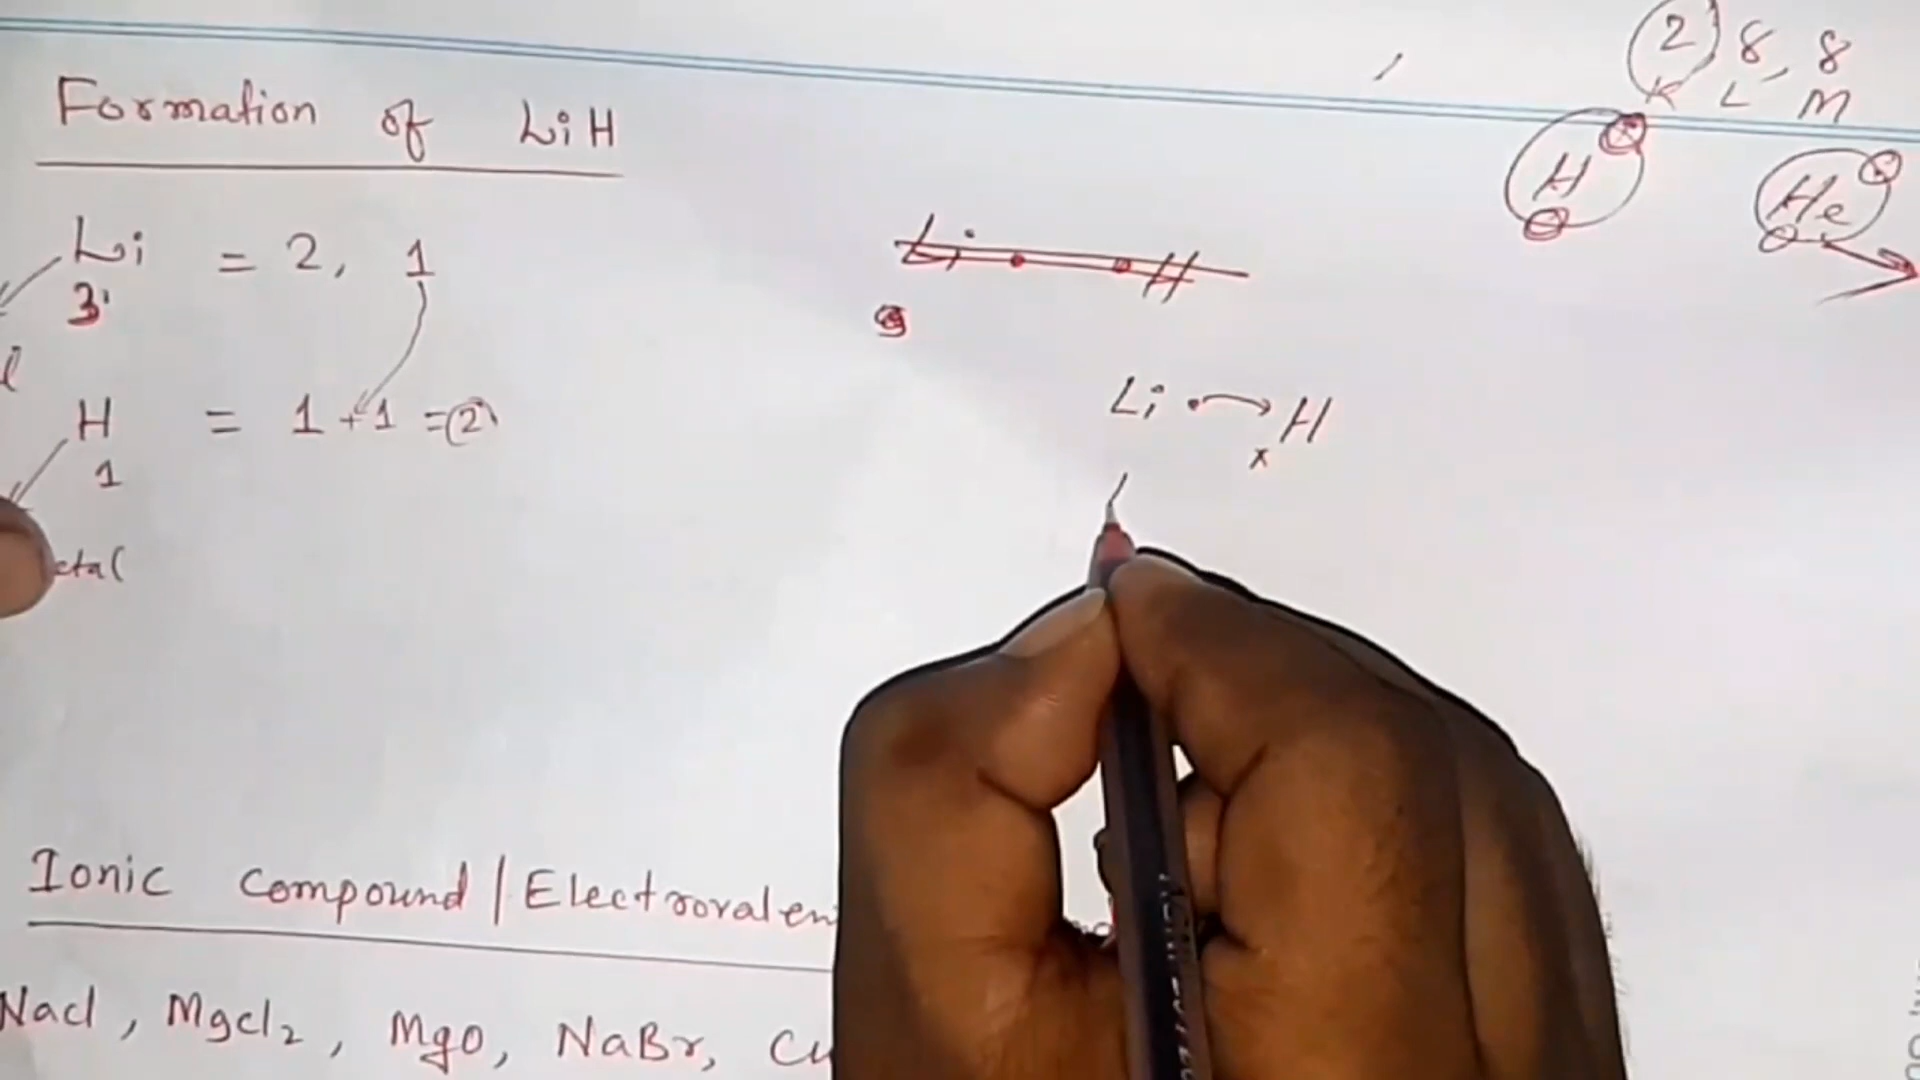 2 8, 8
K L M
Formation of LiH
H He
Li = 2, 1
3
Li H
H = 1 + 1 = 2
1
Li H
x
Ionic compound / Electrovalen
Nacl, Mgcl2, MgO, NaBr, Cu